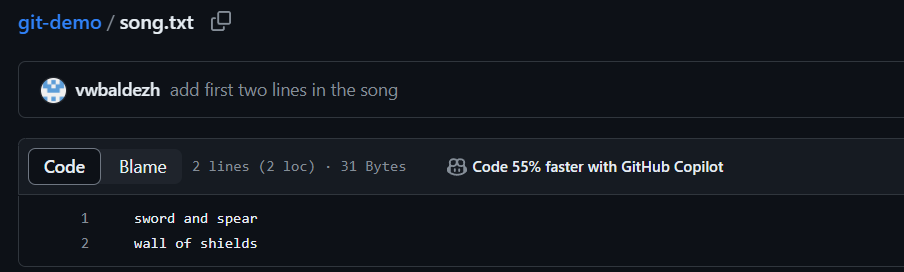 git-demo / song.txt
vwbaldezh add first two lines in the song
Code Blame 2 lines (2 loc) · 31 Bytes Code 55% faster with GitHub Copilot
1 sword and spear
2 wall of shields